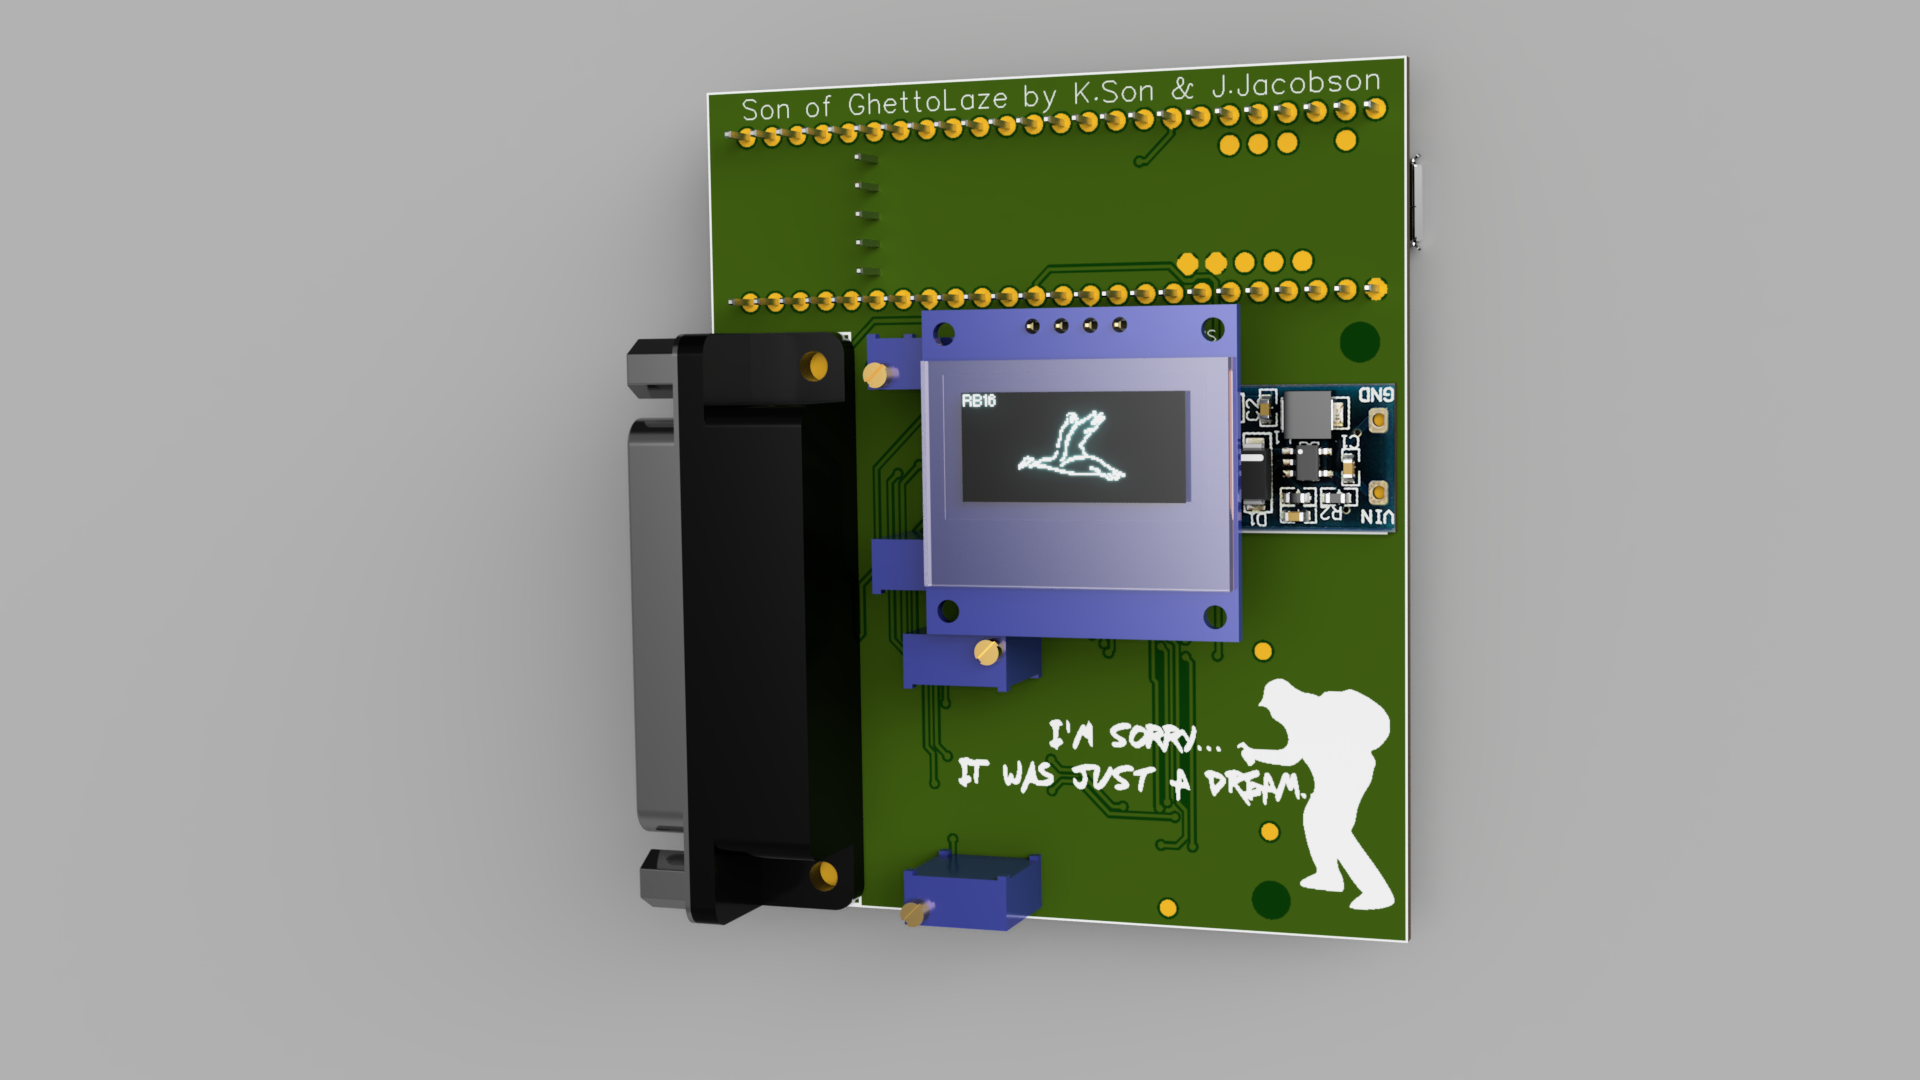 Son of GhettoLaze by K.Son & J.Jacobson
S
RB16
GND
C2
C1
R2
D1
VIN
I'M SORRY...
IT WAS JUST A DREAM..